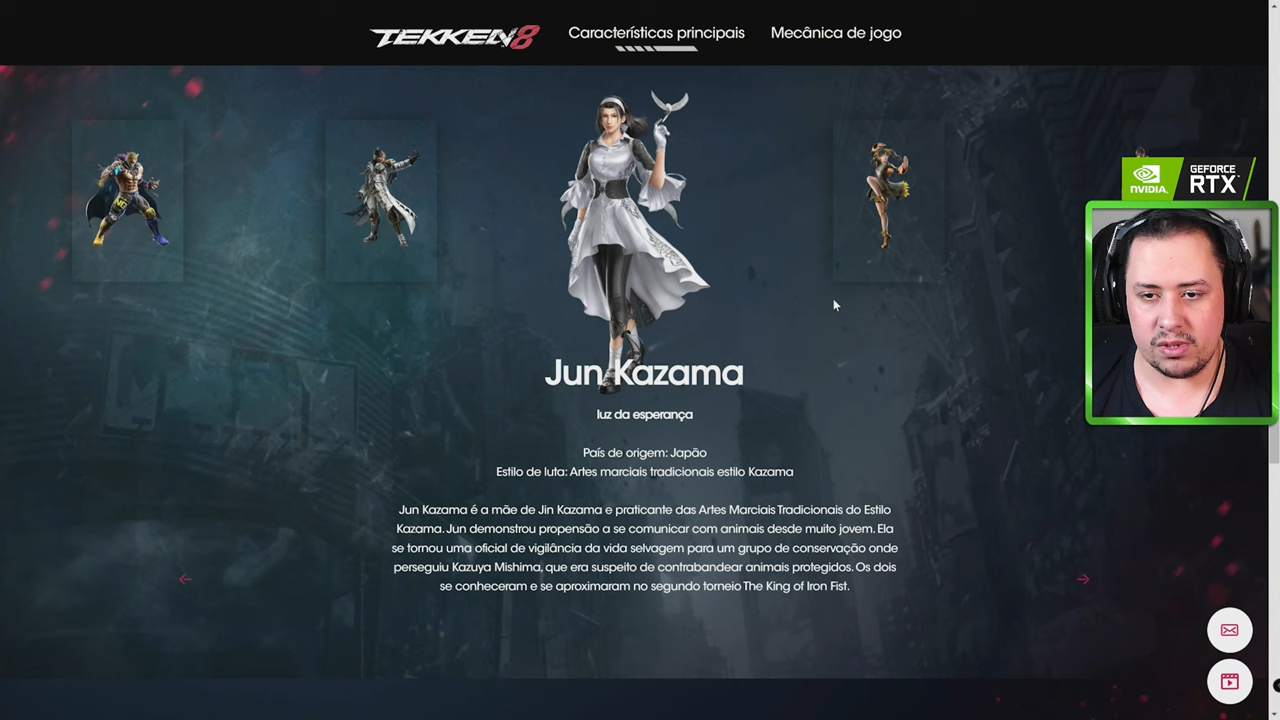 TEKKEN 8
Características principais
Mecânica de jogo
NVIDIA. GEFORCE RTX
Jun Kazama
luz da esperança
País de origem: Japão
Estilo de luta: Artes marciais tradicionais estilo Kazama
Jun Kazama é a mãe de Jin Kazama e praticante das Artes Marciais Tradicionais do Estilo
Kazama. Jun demonstrou propensão a se comunicar com animais desde muito jovem. Ela
se tornou uma oficial de vigilância da vida selvagem para um grupo de conservação onde
perseguiu Kazuya Mishima, que era suspeito de contrabandear animais protegidos. Os dois
se conheceram e se aproximaram no segundo torneio The King of Iron Fist.